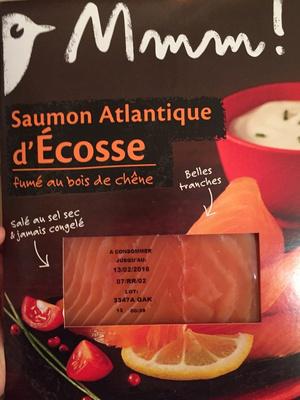 Mmm!
Saumon Atlantique
d'Écosse
fumé au bois de chêne
Belles
tranches
Salé au sel sec
& jamais congelé
A CONSOMMER
JUSQU'AU:
13/02/2016
07/RR/02
LOT:
3347A OAK